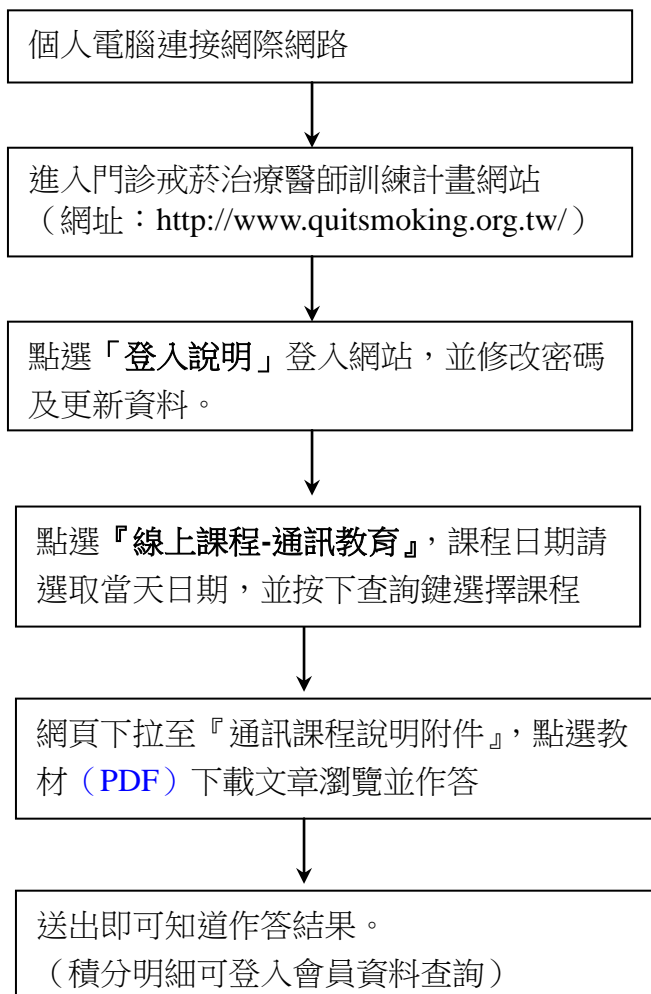 個人電腦連接網際網路
進入門診戒菸治療醫師訓練計畫網站
（網址：http://www.quitsmoking.org.tw/）
點選「登入說明」登入網站，並修改密碼
及更新資料。
點選『線上課程-通訊教育』，課程日期請
選取當天日期，並按下查詢鍵選擇課程
網頁下拉至『通訊課程說明附件』，點選教
材（PDF）下載文章瀏覽並作答
送出即可知道作答結果。
（積分明細可登入會員資料查詢）